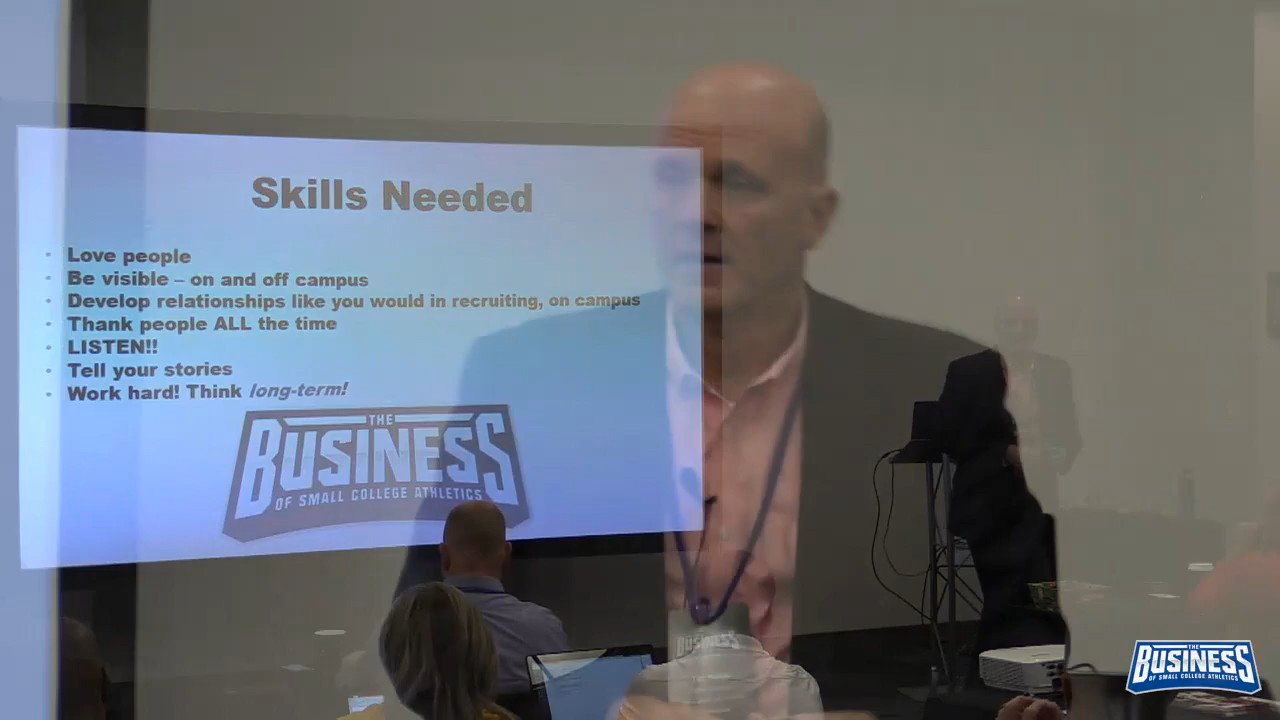 Skills Needed
• Love people
• Be visible – on and off campus
• Develop relationships like you would in recruiting, on campus
• Thank people ALL the time
• LISTEN!!
• Tell your stories
• Work hard! Think long-term!
THE
BUSINESS
OF SMALL COLLEGE ATHLETICS
BUSINESS
THE
BUSINESS
OF SMALL COLLEGE ATHLETICS